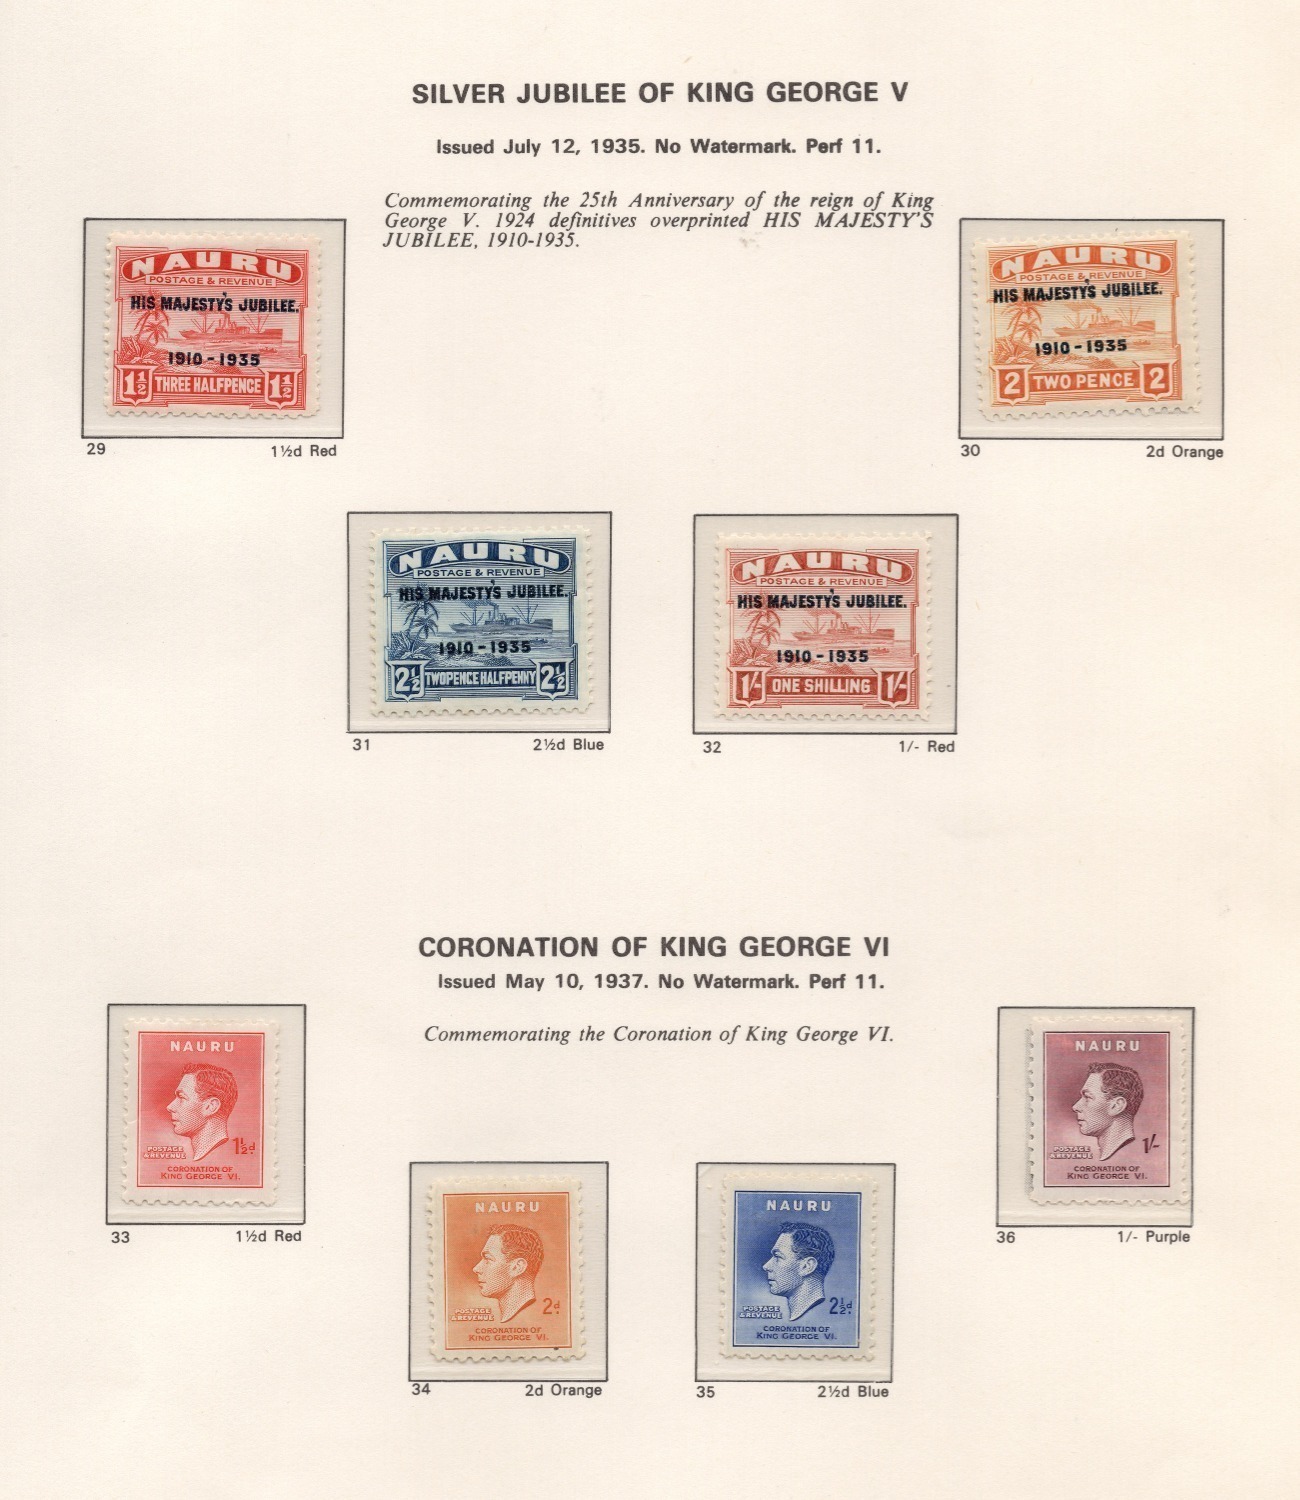 SILVER JUBILEE OF KING GEORGE V
Issued July 12, 1935. No Watermark. Perf 11.
Commemorating the 25th Anniversary of the reign of King
George V. 1924 definitives overprinted HIS MAJESTY'S
JUBILEE, 1910-1935.
NAURU
POSTAGE & REVENUE
HIS MAJESTY'S JUBILEE.
1910-1935
1½ THREE HALFPENCE 1½
29 1½d Red
NAURU
POSTAGE & REVENUE
HIS MAJESTY'S JUBILEE.
1910-1935
2 TWO PENCE 2
30 2d Orange
NAURU
POSTAGE & REVENUE
HIS MAJESTY'S JUBILEE.
1910-1935
2½ TWOPENCE HALFPENNY 2½
31 2½d Blue
NAURU
POSTAGE & REVENUE
HIS MAJESTY'S JUBILEE.
1910-1935
1/- ONE SHILLING 1/-
32 1/- Red
CORONATION OF KING GEORGE VI
Issued May 10, 1937. No Watermark. Perf 11.
Commemorating the Coronation of King George VI.
NAURU
1½d.
POSTAGE
& REVENUE
CORONATION OF
KING GEORGE VI.
33 1½d Red
NAURU
2d.
POSTAGE
& REVENUE
CORONATION OF
KING GEORGE VI.
34 2d Orange
NAURU
2½d.
POSTAGE
& REVENUE
CORONATION OF
KING GEORGE VI.
35 2½d Blue
NAURU
1/-
POSTAGE
& REVENUE
CORONATION OF
KING GEORGE VI.
36 1/- Purple